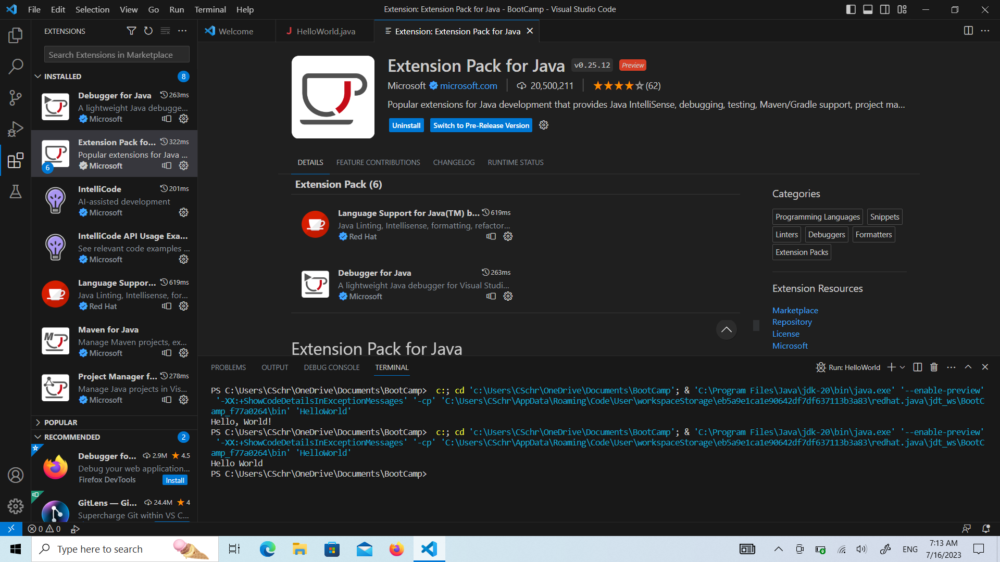 File Edit Selection View Go Run Terminal Help
Extension: Extension Pack for Java - BootCamp - Visual Studio Code
EXTENSIONS
Search Extensions in Marketplace
INSTALLED 8
Debugger for Java 263ms
A lightweight Java debugge...
Microsoft
Extension Pack fo... 322ms
Popular extensions for Java ...
6 Microsoft
IntelliCode 201ms
AI-assisted development
Microsoft
IntelliCode API Usage Exa...
See relevant code examples ...
Microsoft
Language Suppor... 619ms
Java Linting, Intellisense, for...
Red Hat
Maven for Java
Manage Maven projects, ex...
Microsoft
Project Manager f... 278ms
Manage Java projects in Vis...
Microsoft
POPULAR
RECOMMENDED 2
Debugger fo... 2.9M 4.5
Debug your web application...
Firefox DevTools Install
GitLens — Gi... 24.4M 4
Supercharge Git within VS C...
Welcome HelloWorld.java Extension: Extension Pack for Java
Extension Pack for Java v0.25.12 Preview
Microsoft microsoft.com 20,500,211 (62)
Popular extensions for Java development that provides Java IntelliSense, debugging, testing, Maven/Gradle support, project ma...
Uninstall Switch to Pre-Release Version
DETAILS FEATURE CONTRIBUTIONS CHANGELOG RUNTIME STATUS
Extension Pack (6)
Language Support for Java(TM) b... 619ms
Java Linting, Intellisense, formatting, refactor...
Red Hat
Debugger for Java 263ms
A lightweight Java debugger for Visual Studi...
Microsoft
Extension Pack for Java
Categories
Programming Languages Snippets
Linters Debuggers Formatters
Extension Packs
Extension Resources
Marketplace
Repository
License
Microsoft
PROBLEMS OUTPUT DEBUG CONSOLE TERMINAL Run: HelloWorld
PS C:\Users\CSchr\OneDrive\Documents\BootCamp>  c:; cd 'c:\Users\CSchr\OneDrive\Documents\BootCamp'; & 'C:\Program Files\Java\jdk-20\bin\java.exe' '--enable-preview'
'-XX:+ShowCodeDetailsInExceptionMessages' '-cp' 'C:\Users\CSchr\AppData\Roaming\Code\User\workspaceStorage\eb5a9e1ca1e90642df7df637113b3a83\redhat.java\jdt_ws\BootC
amp_f77a0264\bin' 'HelloWorld'
Hello, World!
PS C:\Users\CSchr\OneDrive\Documents\BootCamp>  c:; cd 'c:\Users\CSchr\OneDrive\Documents\BootCamp'; & 'C:\Program Files\Java\jdk-20\bin\java.exe' '--enable-preview'
'-XX:+ShowCodeDetailsInExceptionMessages' '-cp' 'C:\Users\CSchr\AppData\Roaming\Code\User\workspaceStorage\eb5a9e1ca1e90642df7df637113b3a83\redhat.java\jdt_ws\BootC
amp_f77a0264\bin' 'HelloWorld'
Hello World
PS C:\Users\CSchr\OneDrive\Documents\BootCamp>
0 0
Type here to search
ENG
7:13 AM
7/16/2023